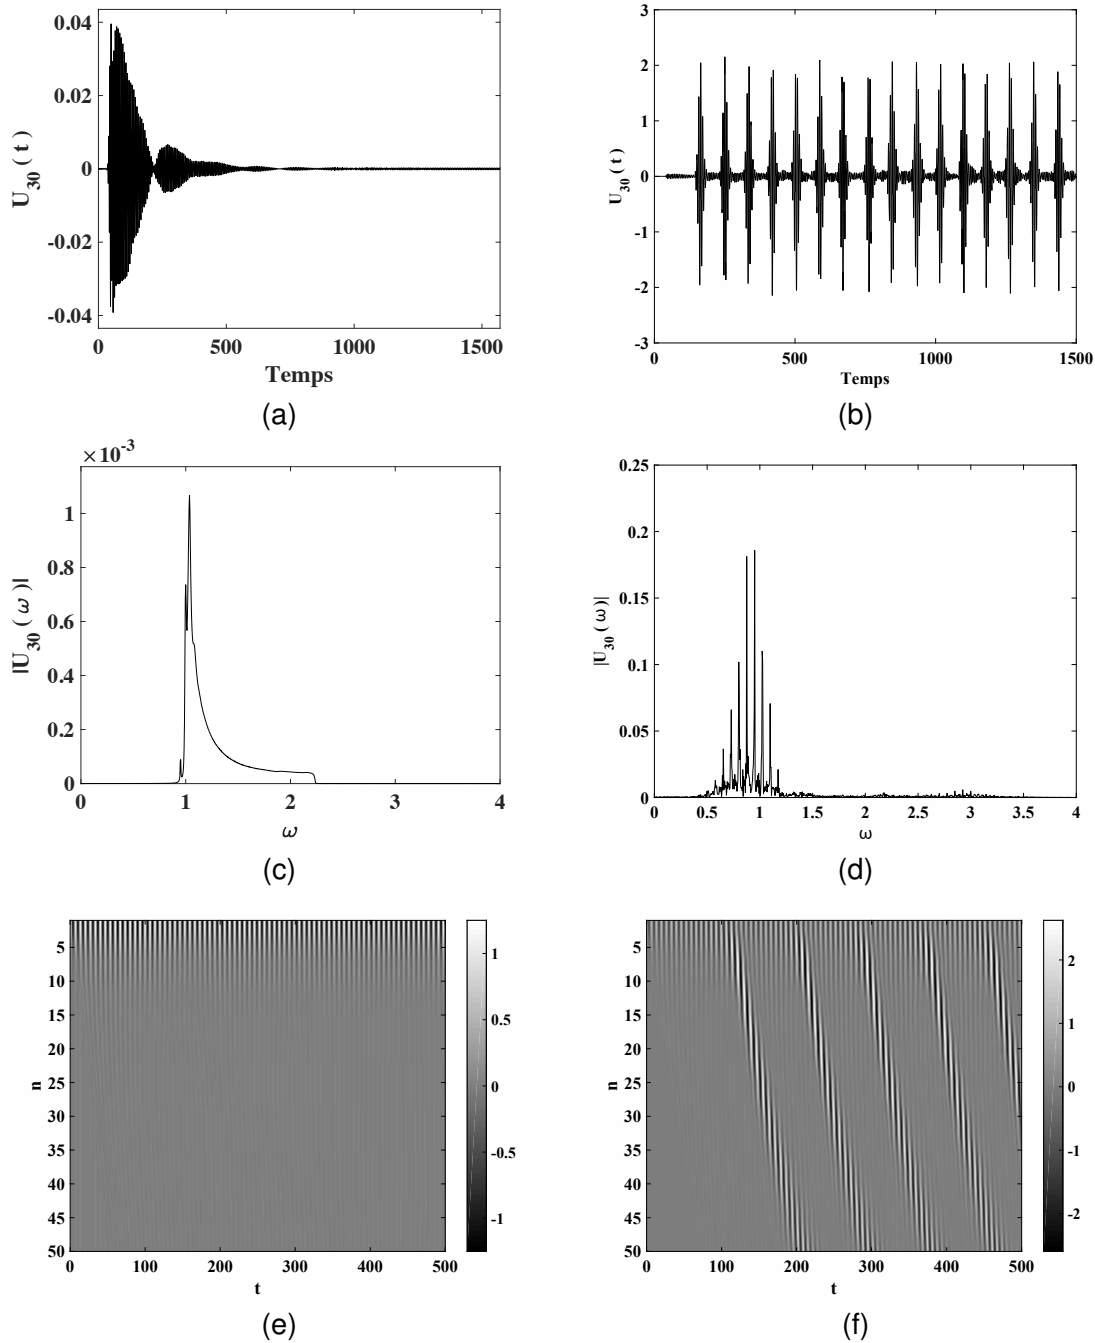 0.04
0.02
0
-0.02
-0.04
U30 ( t )
0 500 1000 1500
Temps
(a)
3
2
1
0
-1
-2
-3
U30 ( t )
0 500 1000 1500
Temps
(b)
×10-3
1
0.8
0.6
0.4
0.2
0
|U30 ( ω )|
0 1 2 3 4
ω
(c)
0.25
0.2
0.15
0.1
0.05
0
|U30 ( ω )|
0 0.5 1 1.5 2 2.5 3 3.5 4
ω
(d)
5
10
15
20
25
30
35
40
45
50
n
0 100 200 300 400 500
t
1
0.5
0
-0.5
-1
(e)
5
10
15
20
25
30
35
40
45
50
n
0 100 200 300 400 500
t
2
1
0
-1
-2
(f)